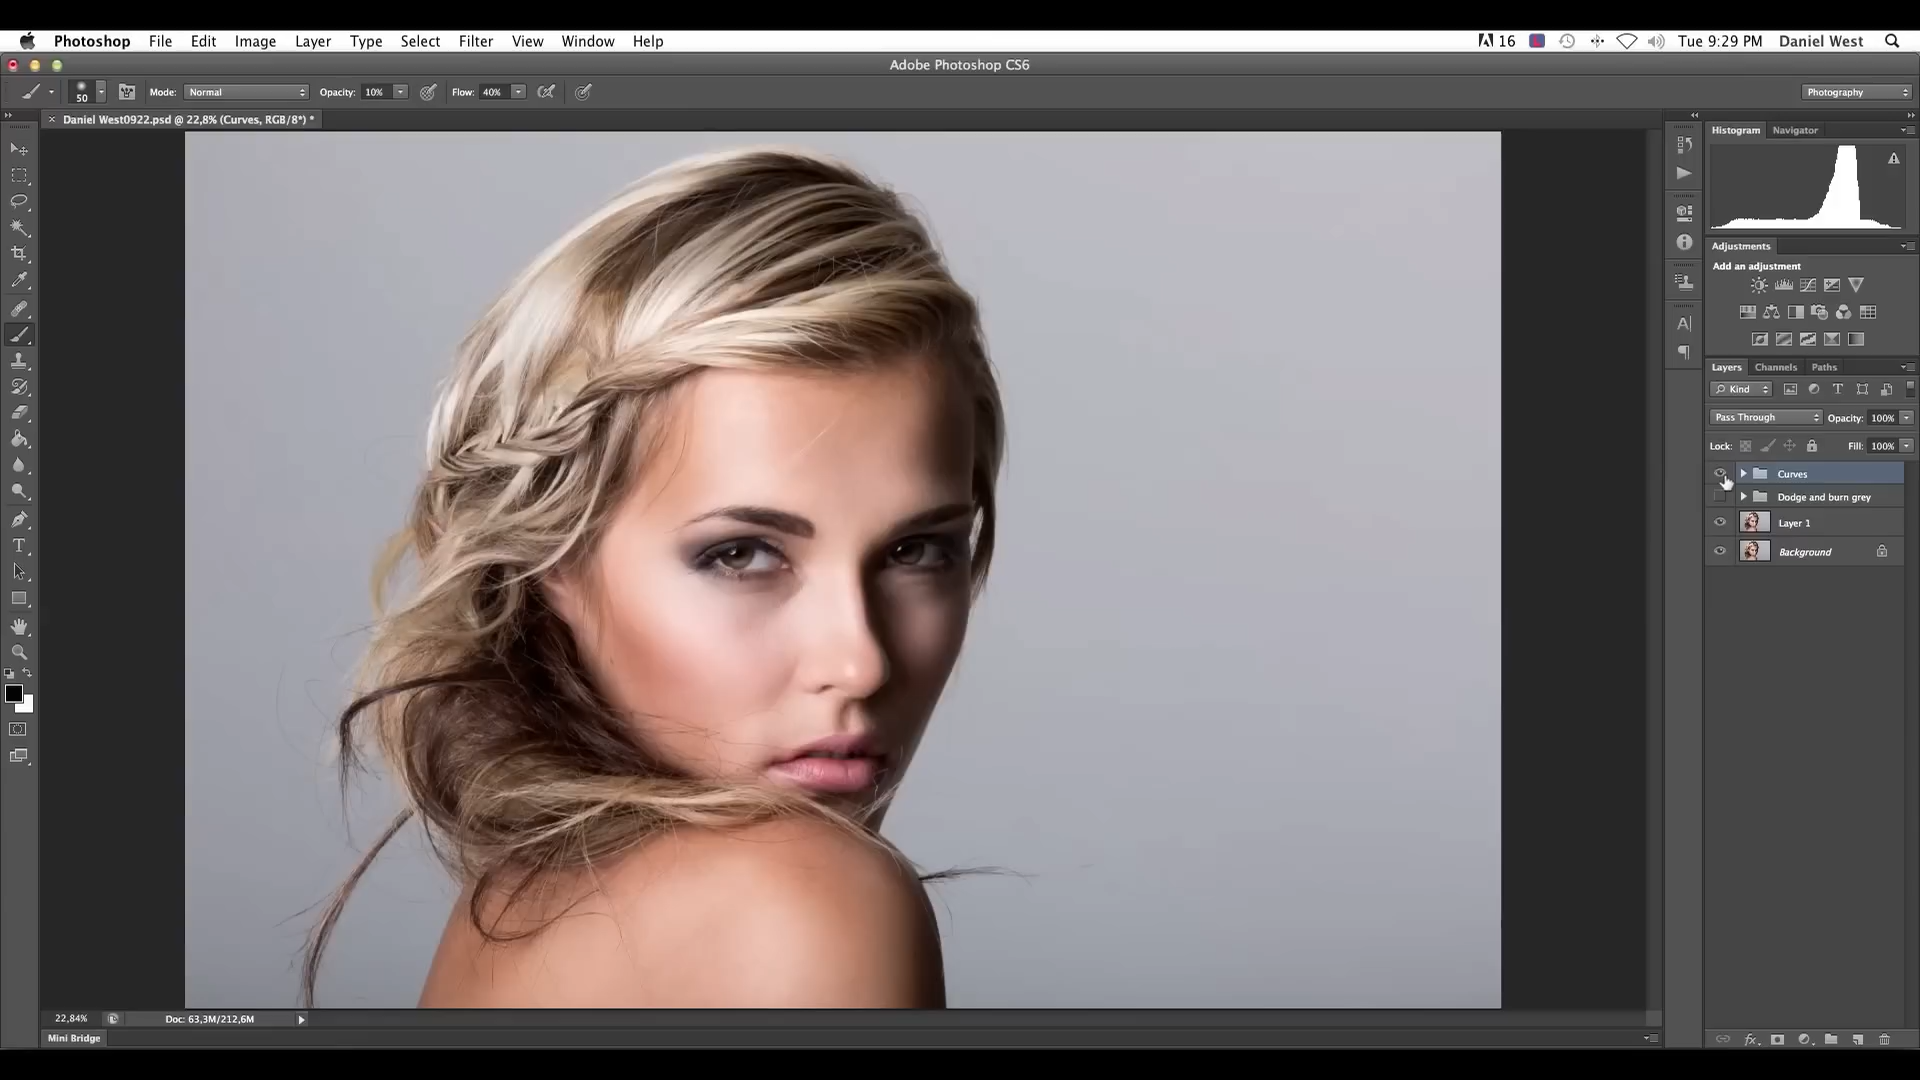 Photoshop File Edit Image Layer Type Select Filter View Window Help 16 Tue 9:29 PM Daniel West
Adobe Photoshop CS6
50 Mode: Normal Opacity: 10% Flow: 40% Photography
Daniel West0922.psd @ 22,8% (Curves, RGB/8*) *
Histogram Navigator
Adjustments
Add an adjustment
Layers Channels Paths
Kind
Pass Through Opacity: 100%
Lock: Fill: 100%
Curves
Dodge and burn grey
Layer 1
Background
22,84% Doc: 63,3M/212,6M
Mini Bridge